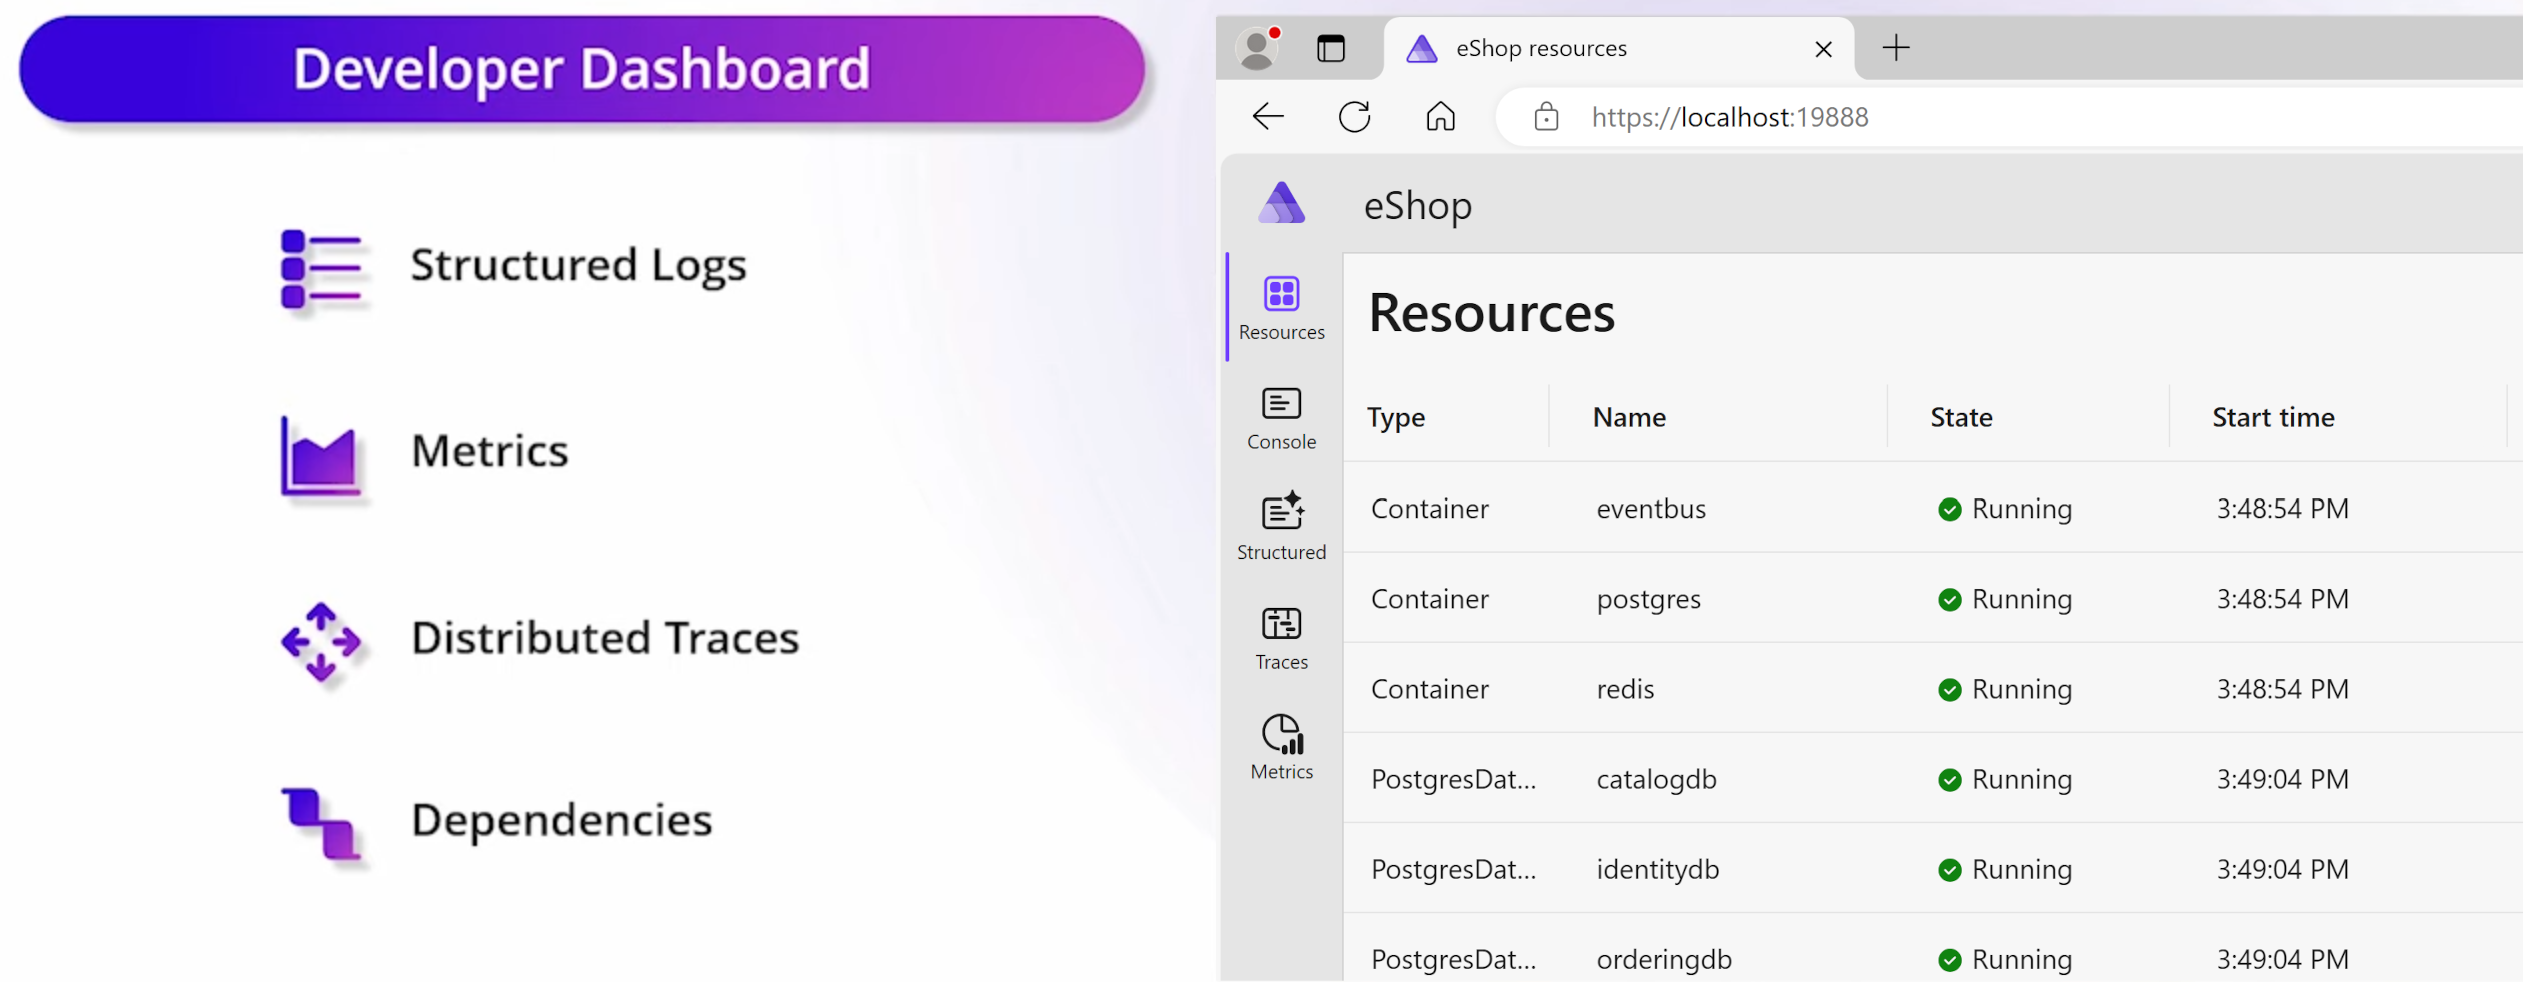 Developer Dashboard
Structured Logs
Metrics
Distributed Traces
Dependencies
eShop resources
https://localhost:19888
eShop
Resources
Console
Structured
Traces
Metrics
Resources
Type Name State Start time
Container eventbus Running 3:48:54 PM
Container postgres Running 3:48:54 PM
Container redis Running 3:48:54 PM
PostgresDat... catalogdb Running 3:49:04 PM
PostgresDat... identitydb Running 3:49:04 PM
PostgresDat... orderingdb Running 3:49:04 PM